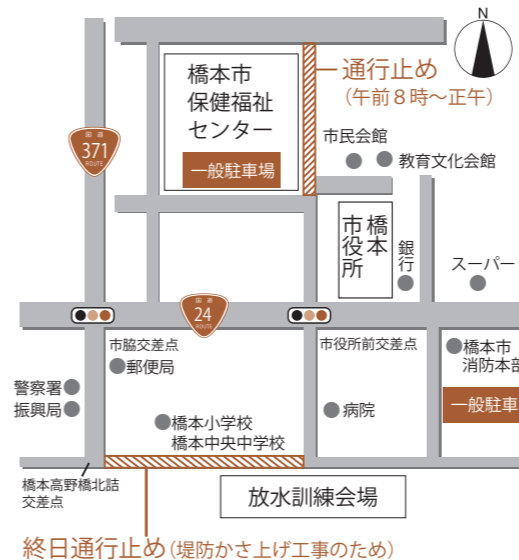 N
通行止め
(午前８時～正午)
橋本市
保健福祉
センター
一般駐車場
国道
371
ROUTE
市民会館
教育文化会館
橋本
市役所
銀行
スーパー
国道
24
ROUTE
市脇交差点
郵便局
市役所前交差点
橋本市
消防本部
一般駐車
警察署
振興局
橋本小学校
橋本中央中学校
病院
橋本高野橋北詰
交差点
放水訓練会場
終日通行止め(堤防かさ上げ工事のため)